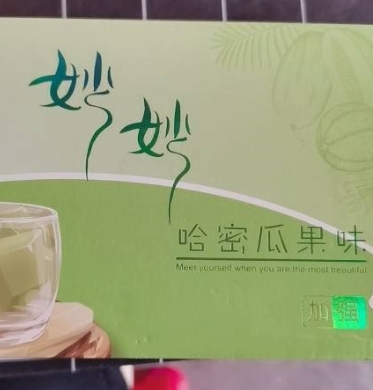 妙妙
哈密瓜果味
Meet yourself when you are the most beautiful
加强